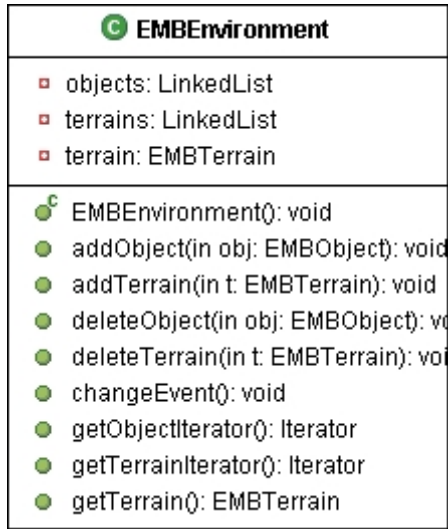 C EMBEnvironment
objects: LinkedList
terrains: LinkedList
terrain: EMBTerrain
C EMBEnvironment(): void
addObject(in obj: EMBObject): void
addTerrain(in t: EMBTerrain): void
deleteObject(in obj: EMBObject): vo
deleteTerrain(in t: EMBTerrain): voi
changeEvent(): void
getObjectIterator(): Iterator
getTerrainIterator(): Iterator
getTerrain(): EMBTerrain